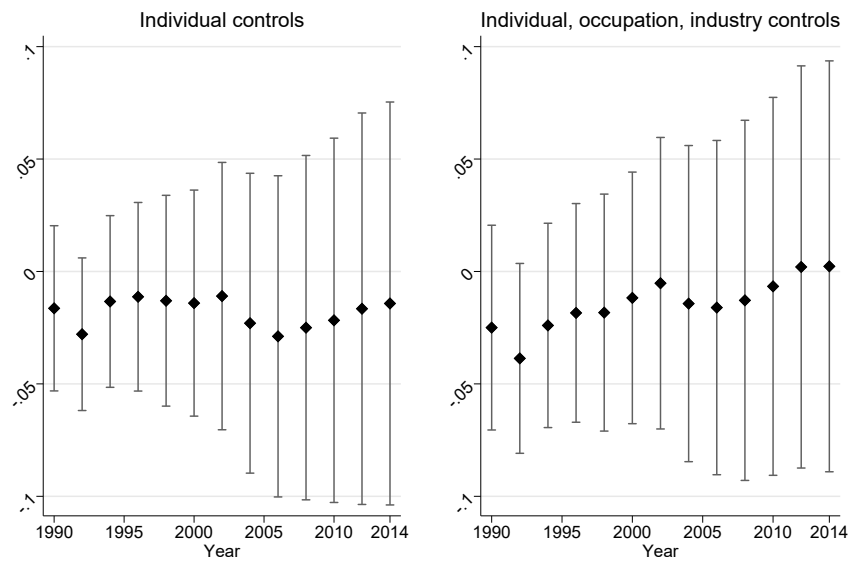 Individual controls
.1
.05
0
-.05
-.1
1990 1995 2000 2005 2010 2014
Year
Individual, occupation, industry controls
.1
.05
0
-.05
-.1
1990 1995 2000 2005 2010 2014
Year